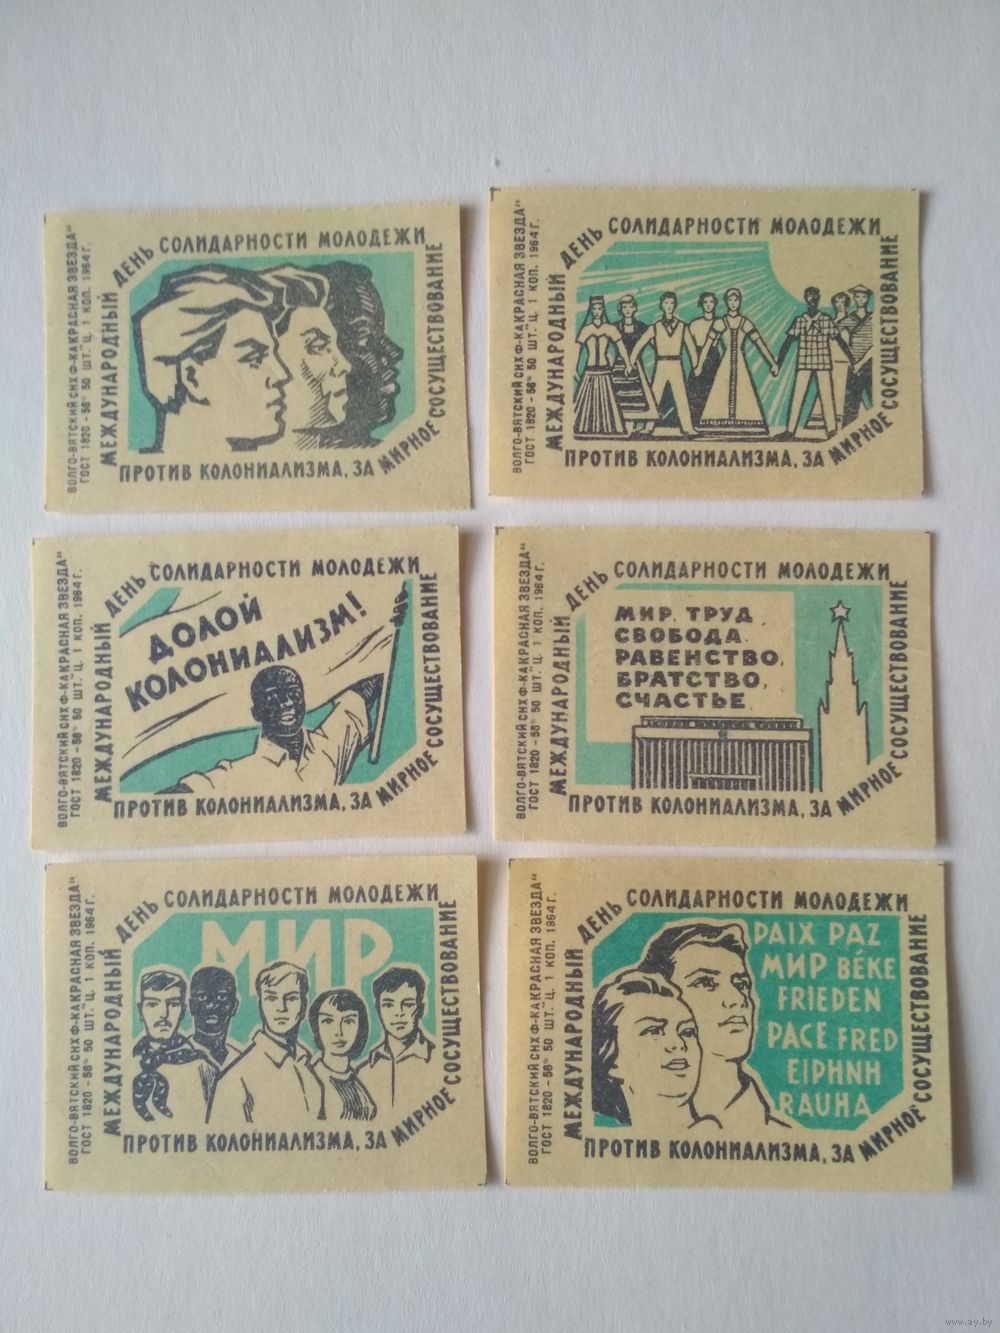 ВОЛГО-ВЯТСКИЙ СНХ Ф-КА „КРАСНАЯ ЗВЕЗДА“
ГОСТ 1820-56" 50 ШТ. Ц. 1 КОП. 1964 Г.
МЕЖДУНАРОДНЫЙ ДЕНЬ СОЛИДАРНОСТИ МОЛОДЕЖИ
ПРОТИВ КОЛОНИАЛИЗМА, ЗА МИРНОЕ СОСУЩЕСТВОВАНИЕ
ВОЛГО-ВЯТСКИЙ СНХ Ф-КА „КРАСНАЯ ЗВЕЗДА“
ГОСТ 1820-56" 50 ШТ. Ц. 1 КОП. 1964 Г.
МЕЖДУНАРОДНЫЙ ДЕНЬ СОЛИДАРНОСТИ МОЛОДЕЖИ
ПРОТИВ КОЛОНИАЛИЗМА, ЗА МИРНОЕ СОСУЩЕСТВОВАНИЕ
ВОЛГО-ВЯТСКИЙ СНХ Ф-КА „КРАСНАЯ ЗВЕЗДА“
ГОСТ 1820-56" 50 ШТ. Ц. 1 КОП. 1964 Г.
МЕЖДУНАРОДНЫЙ ДЕНЬ СОЛИДАРНОСТИ МОЛОДЕЖИ
ДОЛОЙ
КОЛОНИАЛИЗМ!
ПРОТИВ КОЛОНИАЛИЗМА, ЗА МИРНОЕ СОСУЩЕСТВОВАНИЕ
ВОЛГО-ВЯТСКИЙ СНХ Ф-КА „КРАСНАЯ ЗВЕЗДА“
ГОСТ 1820-56" 50 ШТ. Ц. 1 КОП. 1964 Г.
МЕЖДУНАРОДНЫЙ ДЕНЬ СОЛИДАРНОСТИ МОЛОДЕЖИ
МИР. ТРУД
СВОБОДА.
РАВЕНСТВО,
БРАТСТВО,
СЧАСТЬЕ.
ПРОТИВ КОЛОНИАЛИЗМА, ЗА МИРНОЕ СОСУЩЕСТВОВАНИЕ
ВОЛГО-ВЯТСКИЙ СНХ Ф-КА „КРАСНАЯ ЗВЕЗДА“
ГОСТ 1820-56" 50 ШТ. Ц. 1 КОП. 1964 Г.
МЕЖДУНАРОДНЫЙ ДЕНЬ СОЛИДАРНОСТИ МОЛОДЕЖИ
МИР
ПРОТИВ КОЛОНИАЛИЗМА, ЗА МИРНОЕ СОСУЩЕСТВОВАНИЕ
ВОЛГО-ВЯТСКИЙ СНХ Ф-КА „КРАСНАЯ ЗВЕЗДА“
ГОСТ 1820-56" 50 ШТ. Ц. 1 КОП. 1964 Г.
МЕЖДУНАРОДНЫЙ ДЕНЬ СОЛИДАРНОСТИ МОЛОДЕЖИ
PAIX PAZ
МИР BÉKE
FRIEDEN
PACE FRED
ΕΙΡΗΝΗ
RAUHA
ПРОТИВ КОЛОНИАЛИЗМА, ЗА МИРНОЕ СОСУЩЕСТВОВАНИЕ
www.ay.by